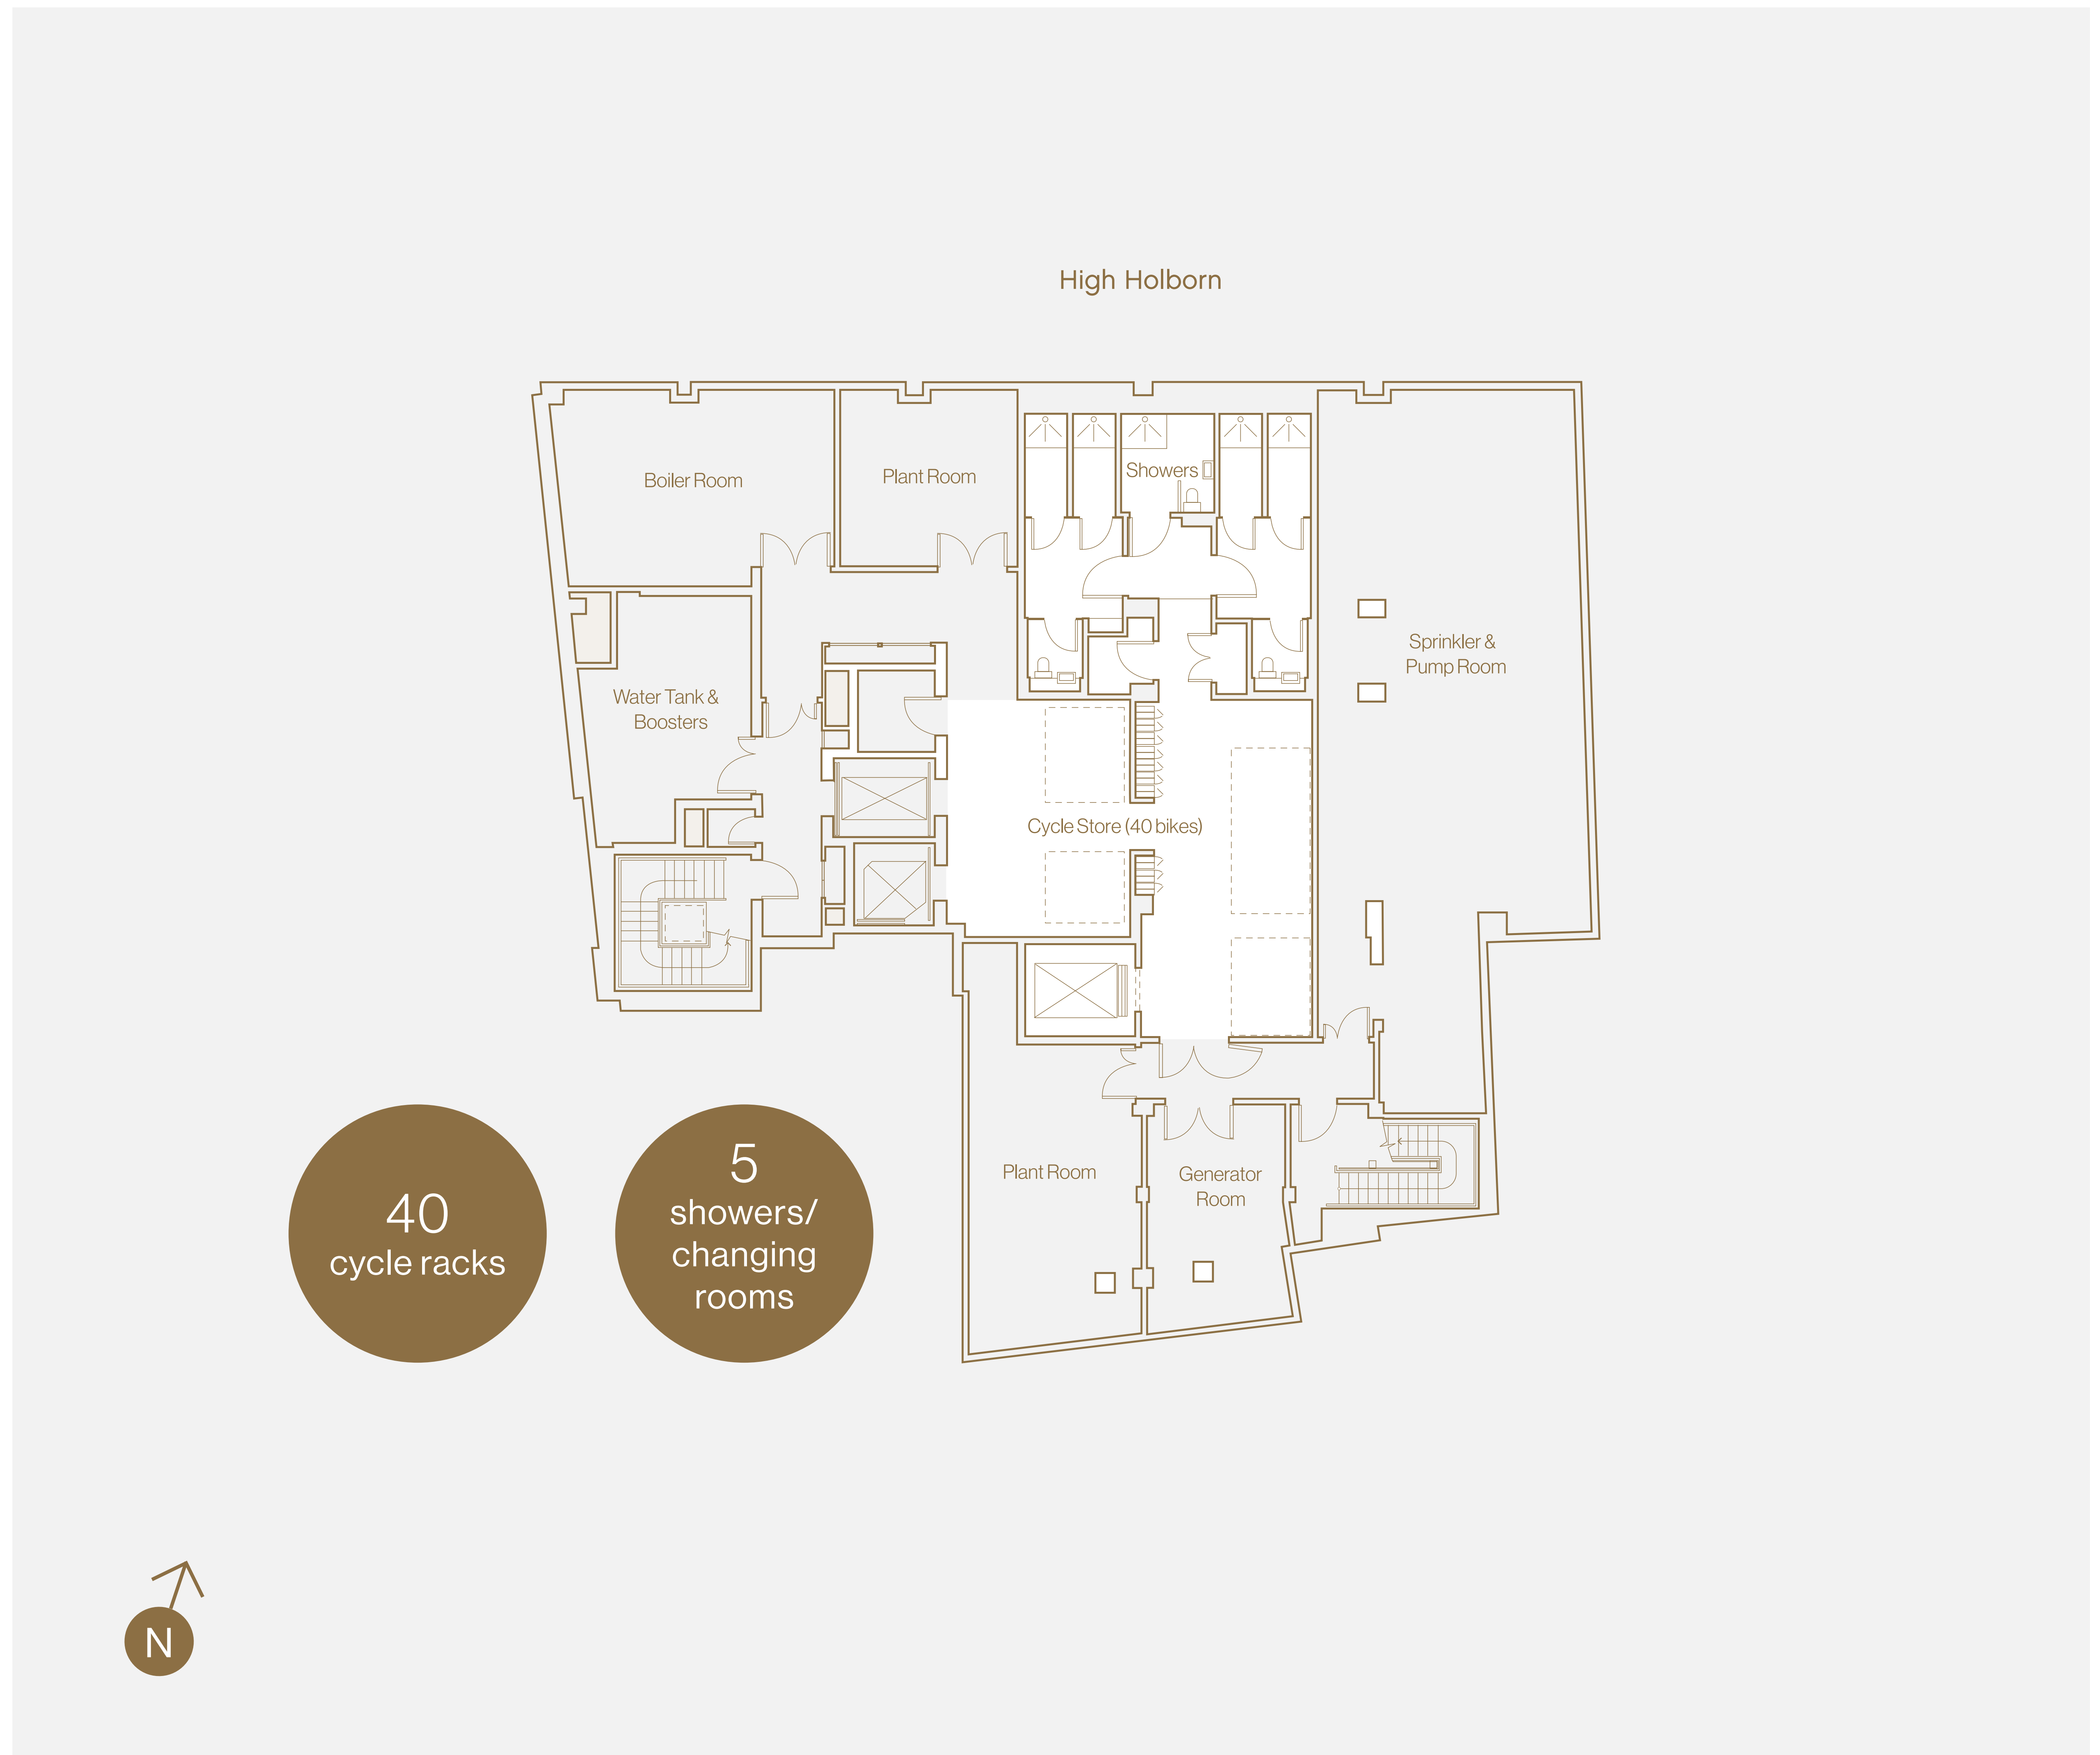 High Holborn
Boiler Room
Plant Room
Showers
Sprinkler &
Pump Room
Water Tank &
Boosters
Cycle Store (40 bikes)
Plant Room
Generator
Room
40
cycle racks
5
showers/
changing
rooms
N